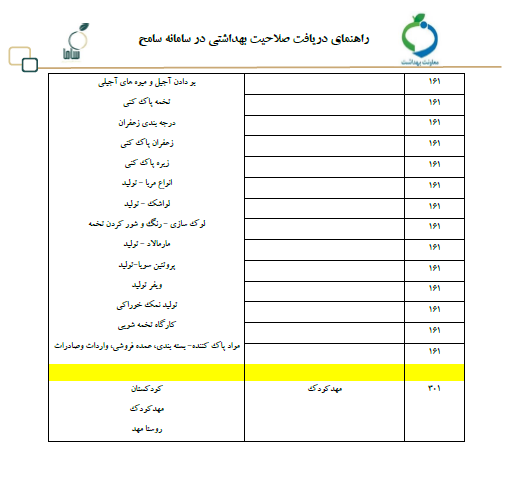 راهنمای دریافت صلاحیت بهداشتی در سامانه سامح
معاونت بهداشت
ساما
۱۶۱ بو دادن آجیل و میوه های آجیلی
۱۶۱ تخمه پاک کنی
۱۶۱ درجه بندی زعفران
۱۶۱ زعفران پاک کنی
۱۶۱ زیره پاک کنی
۱۶۱ انواع مربا - تولید
۱۶۱ لواشک - تولید
۱۶۱ لوک سازی - رنگ و شور کردن تخمه
۱۶۱ مارمالاد - تولید
۱۶۱ پروتئین سویا-تولید
۱۶۱ ویفر تولید
۱۶۱ تولید نمک خوراکی
۱۶۱ کارگاه تخمه شویی
۱۶۱ مواد پاک کننده- بسته بندی، عمده فروشی، واردات وصادرات
۳۰۱ مهدکودک کودکستان
مهدکودک
روستا مهد